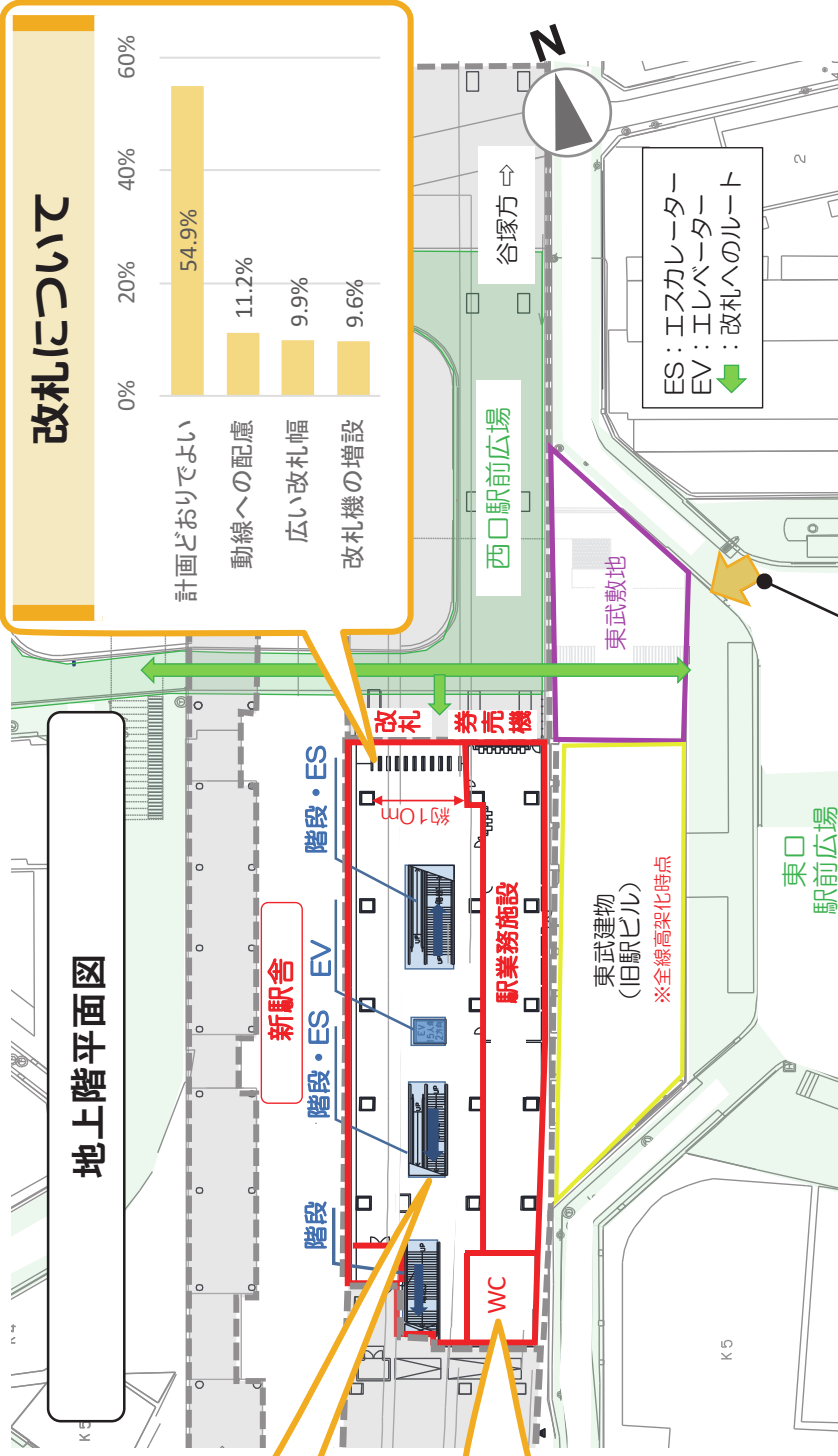 地上階平面図
改札について
0%
20%
40%
60%
計画どおりでよい
54.9%
動線への配慮
11.2%
広い改札幅
9.9%
改札機の増設
9.6%
新駅舎
階段
階段・ES
EV
階段・ES
改札
券売機
約10m
駅業務施設
WC
西口駅前広場
谷塚方⇨
N
東武敷地
東武建物
(旧駅ビル)
※全線高架化時点
東口
駅前広場
ES：エスカレーター
EV：エレベーター
：改札へのルート
K5
2